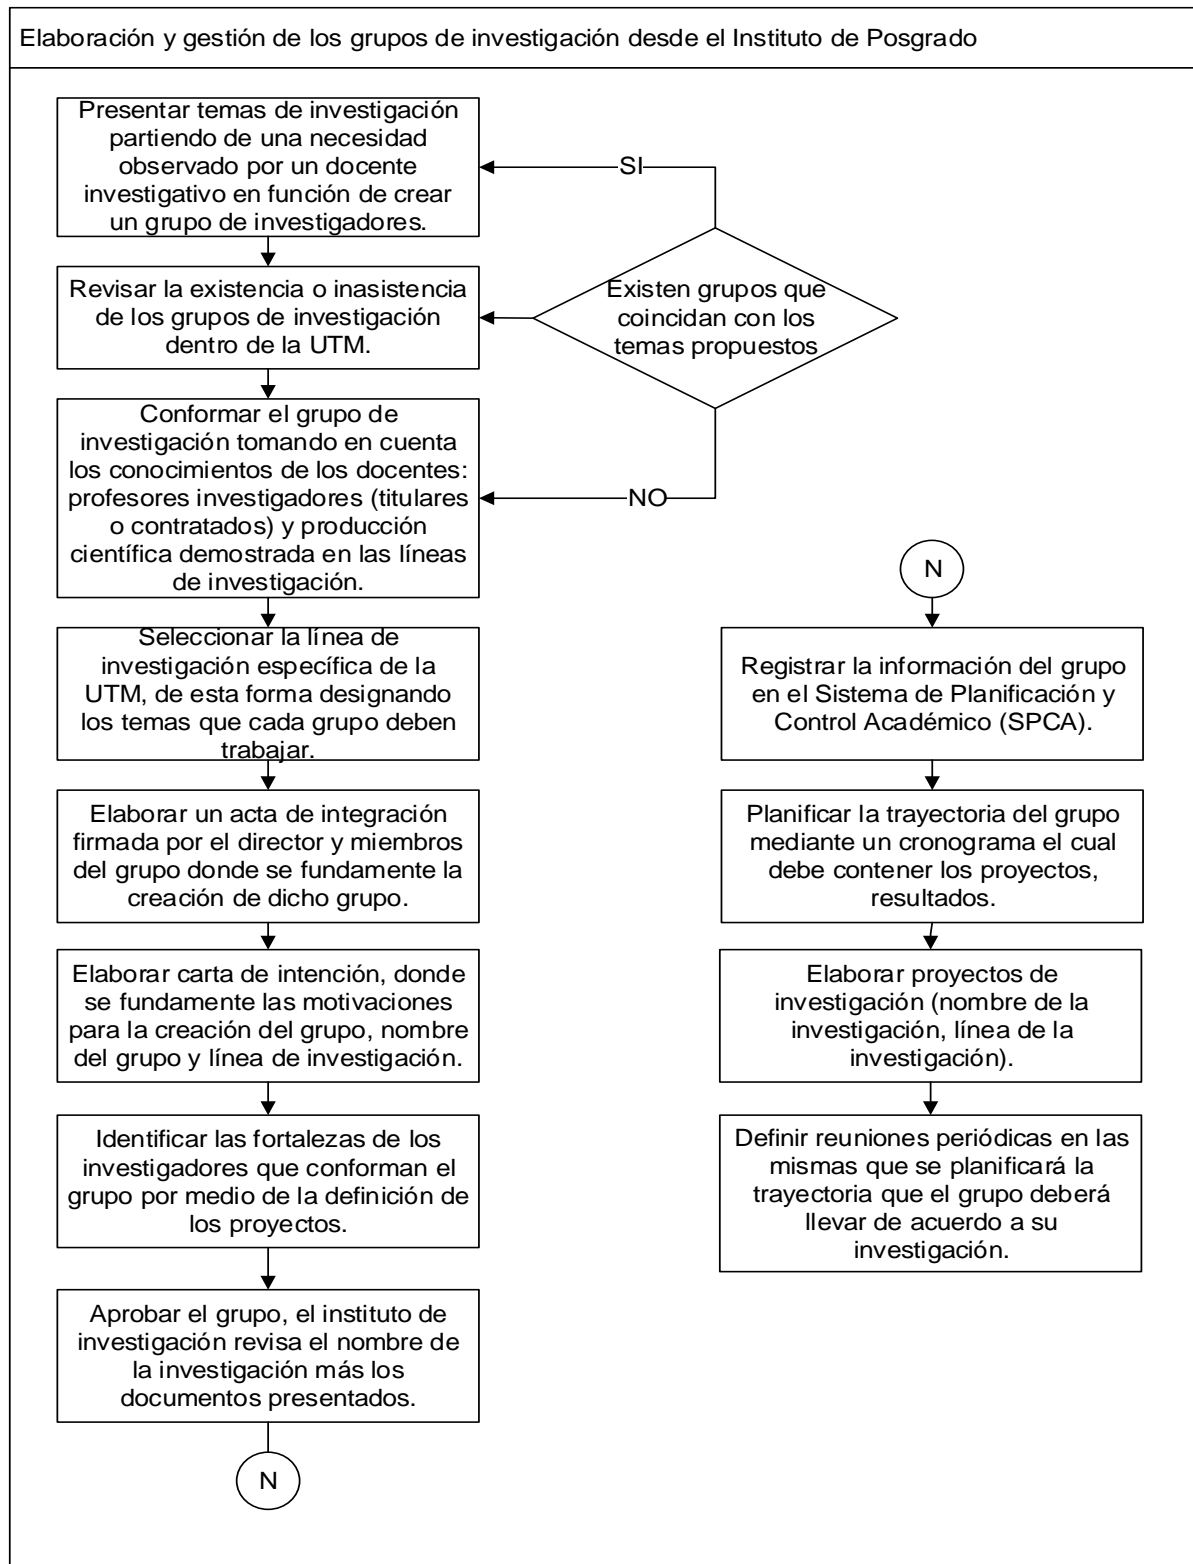 Elaboración y gestión de los grupos de investigación desde el Instituto de Posgrado
Presentar temas de investigación
partiendo de una necesidad
observado por un docente
investigativo en función de crear
un grupo de investigadores.
SI
Revisar la existencia o inasistencia
de los grupos de investigación
dentro de la UTM.
Existen grupos que
coincidan con los
temas propuestos
Conformar el grupo de
investigación tomando en cuenta
los conocimientos de los docentes:
profesores investigadores (titulares
o contratados) y producción
científica demostrada en las líneas
de investigación.
NO
Seleccionar la línea de
investigación específica de la
UTM, de esta forma designando
los temas que cada grupo deben
trabajar.
Elaborar un acta de integración
firmada por el director y miembros
del grupo donde se fundamente la
creación de dicho grupo.
Elaborar carta de intención, donde
se fundamente las motivaciones
para la creación del grupo, nombre
del grupo y línea de investigación.
Identificar las fortalezas de los
investigadores que conforman el
grupo por medio de la definición de
los proyectos.
Aprobar el grupo, el instituto de
investigación revisa el nombre de
la investigación más los
documentos presentados.
N
N
Registrar la información del grupo
en el Sistema de Planificación y
Control Académico (SPCA).
Planificar la trayectoria del grupo
mediante un cronograma el cual
debe contener los proyectos,
resultados.
Elaborar proyectos de
investigación (nombre de la
investigación, línea de la
investigación).
Definir reuniones periódicas en las
mismas que se planificará la
trayectoria que el grupo deberá
llevar de acuerdo a su
investigación.